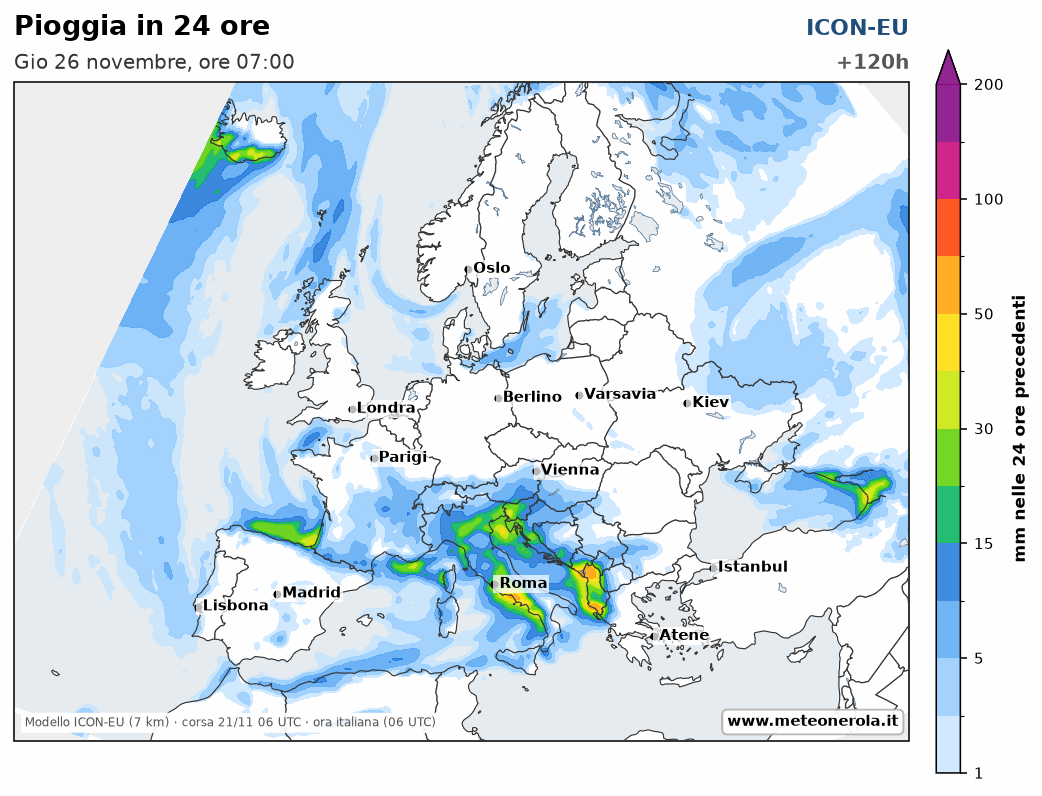 Pioggia in 24 ore
ICON-EU
Gio 26 novembre, ore 07:00
+120h
200
100
50
30
15
5
1
mm nelle 24 ore precedenti
Oslo
Berlino
Varsavia
Kiev
Londra
Parigi
Vienna
Istanbul
Roma
Madrid
Lisbona
Atene
Modello ICON-EU (7 km) · corsa 21/11 06 UTC · ora italiana (06 UTC)
www.meteonerola.it